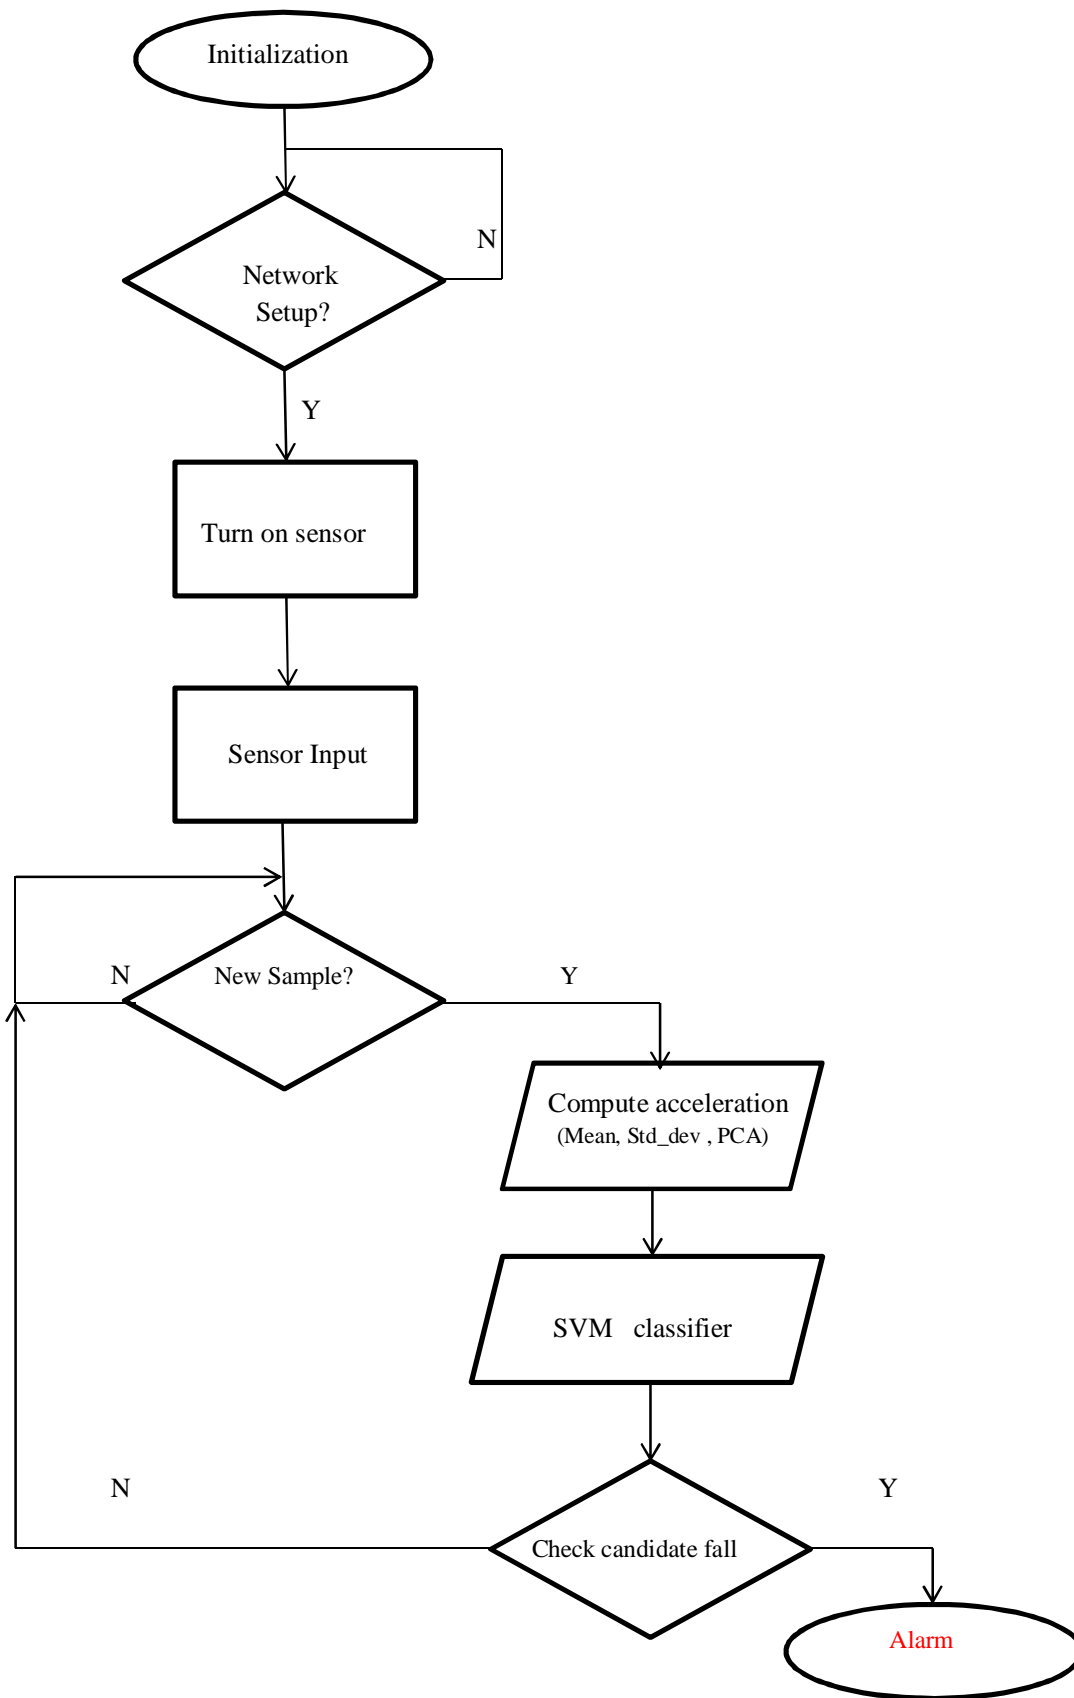 Initialization
N
Network
Setup?
Y
Turn on sensor
Sensor Input
N
New Sample?
Y
Compute acceleration
(Mean, Std_dev , PCA)
SVM classifier
N
Y
Check candidate fall
Alarm